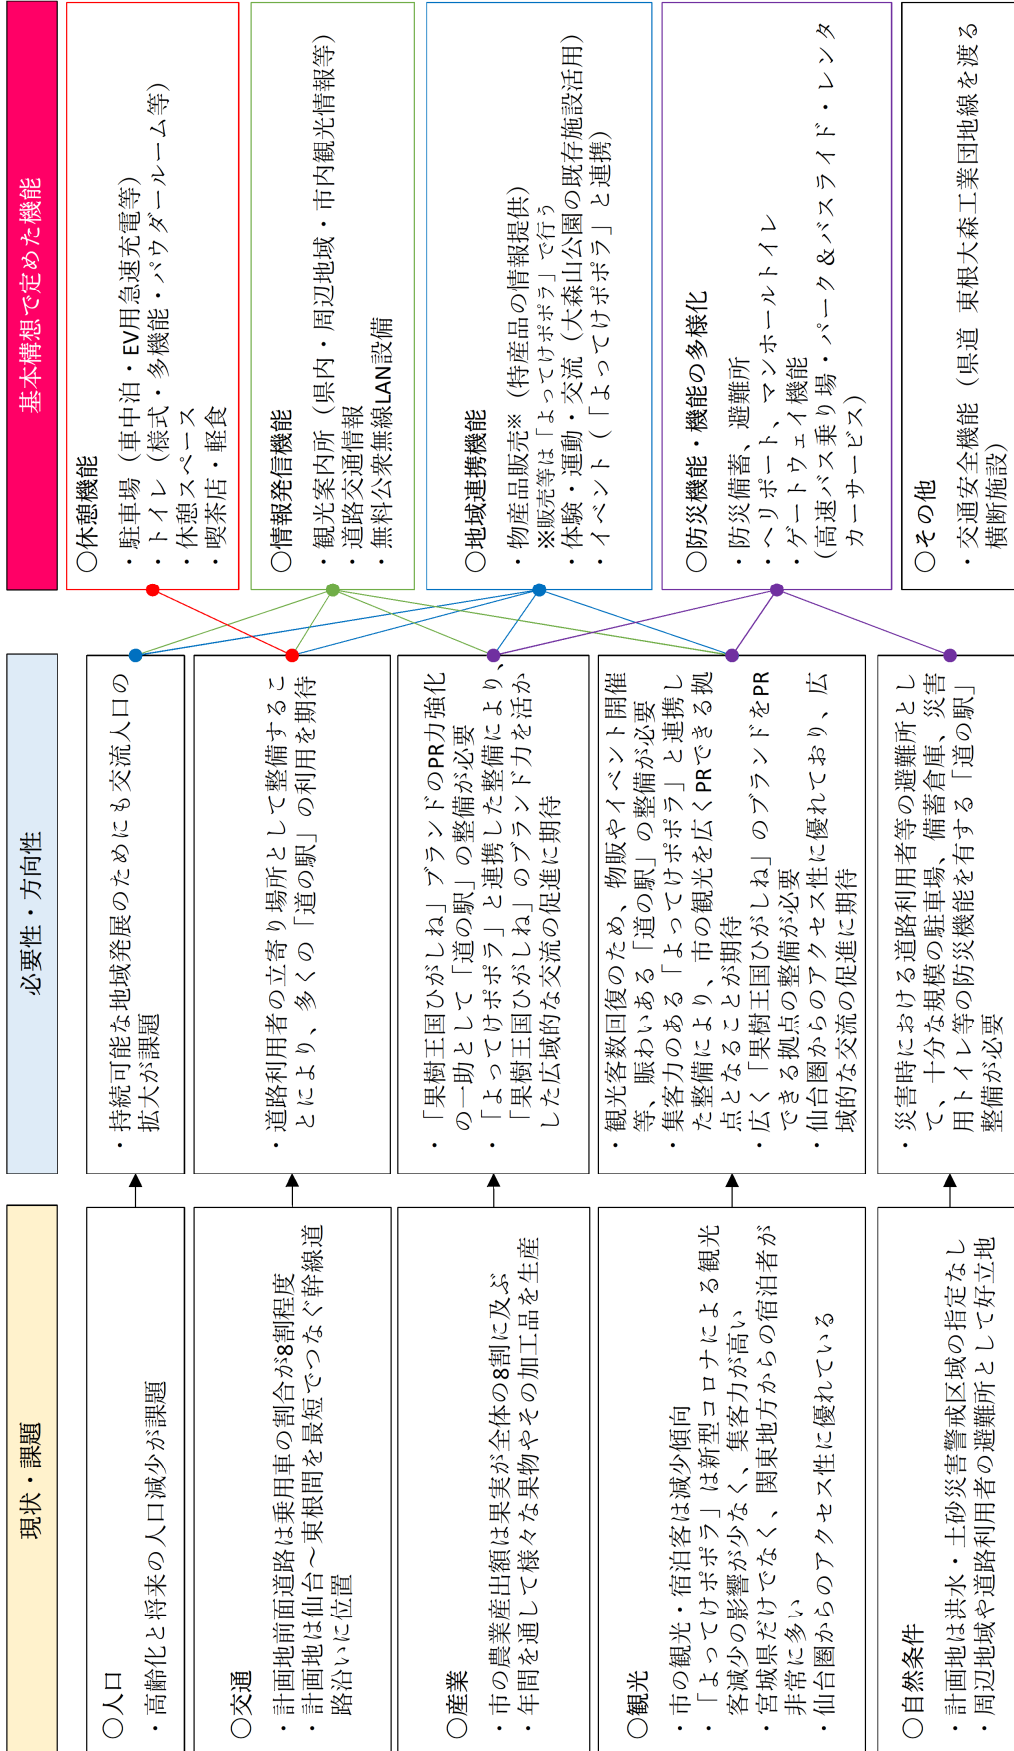 現状・課題
必要性・方向性
基本構想で定めた機能
○人口
・高齢化と将来の人口減少が課題
・持続可能な地域発展のためにも交流人口の
拡大が課題
○交通
・計画地前面道路は乗用車の割合が8割程度
・計画地は仙台～東根間を最短でつなぐ幹線道
路沿いに位置
・道路利用者の立寄り場所として整備するこ
とにより、多くの「道の駅」の利用を期待
○産業
・市の農業産出額は果実が全体の8割に及ぶ
・年間を通して様々な果物やその加工品を生産
・「果樹王国ひがしね」ブランドのPR力強化
の一助として「道の駅」の整備が必要
・「よってけポポラ」と連携した整備により、
「果樹王国ひがしね」のブランド力を活か
した広域的な交流の促進に期待
○観光
・市の観光・宿泊客は減少傾向
・「よってけポポラ」は新型コロナによる観光
客減少の影響が少なく、集客力が高い
・宮城県だけでなく、関東地方からの宿泊者が
非常に多い
・仙台圏からのアクセス性に優れている
・観光客数回復のため、物販やイベント開催
等、賑わいある「道の駅」の整備が必要
・集客力のある「よってけポポラ」と連携し
た整備により、市の観光を広くPRできる拠
点となることが期待
・広く「果樹王国ひがしね」のブランドをPR
できる拠点の整備が必要
・仙台圏からのアクセス性に優れており、広
域的な交流の促進に期待
○自然条件
・計画地は洪水・土砂災害警戒区域の指定なし
・周辺地域や道路利用者の避難所として好立地
・災害時における道路利用者等の避難所とし
て、十分な規模の駐車場、備蓄倉庫、災害
用トイレ等の防災機能を有する「道の駅」
整備が必要
○休憩機能
・駐車場（車中泊・EV用急速充電等）
・トイレ（様式・多機能・パウダールーム等）
・休憩スペース
・喫茶店・軽食
○情報発信機能
・観光案内所（県内・周辺地域・市内観光情報等）
・道路交通情報
・無料公衆無線LAN設備
○地域連携機能
・物産品販売※（特産品の情報提供）
※販売等は「よってけポポラ」で行う
・体験・運動・交流（大森山公園の既存施設活用）
・イベント（「よってけポポラ」と連携）
○防災機能・機能の多様化
・防災備蓄、避難所
・ヘリポート、マンホールトイレ
・ゲートウェイ機能
（高速バス乗り場・パーク＆バスライド・レンタ
カーサービス）
○その他
・交通安全機能（県道 東根大森工業団地線を渡る
横断施設）